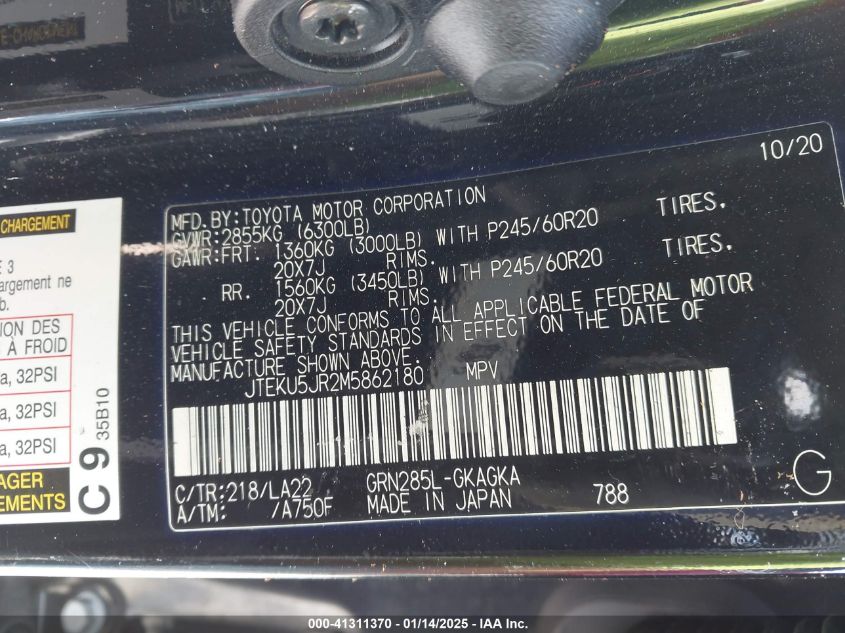 10/20
MFD.BY:TOYOTA MOTOR CORPORATION
GVWR:2855KG (6300LB)
GAWR:FRT. 1360KG (3000LB) WITH P245/60R20 TIRES,
20X7J RIMS.
RR. 1560KG (3450LB) WITH P245/60R20 TIRES,
20X7J RIMS.
THIS VEHICLE CONFORMS TO ALL APPLICABLE FEDERAL MOTOR
VEHICLE SAFETY STANDARDS IN EFFECT ON THE DATE OF
MANUFACTURE SHOWN ABOVE.
JTEKU5JR2M5862180 MPV
C/TR:218/LA22 GRN285L-GKAGKA
A/TM: /A750F MADE IN JAPAN 788
G
CHARGEMENT
E 3
argement ne
b.
ION DES
À FROID
a, 32PSI
a, 32PSI
a, 32PSI
AGER
EMENTS
C 9
35B10
000-41311370 - 01/14/2025 - IAA Inc.